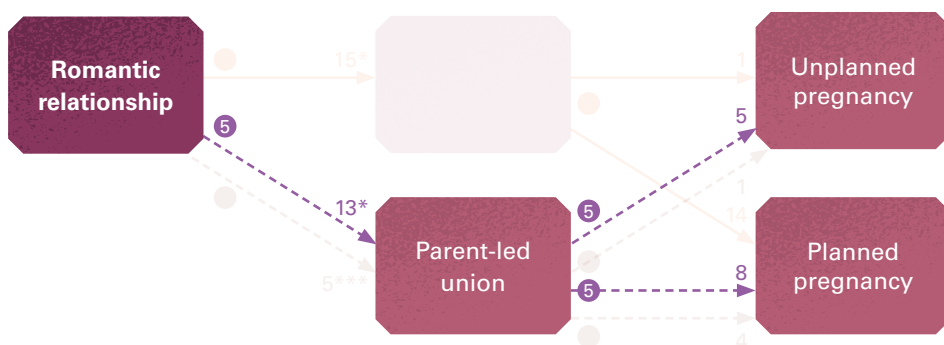 Romantic
relationship
15*
1
Unplanned
pregnancy
5
5
13*
5
1
14
Parent-led
union
5***
5
8
Planned
pregnancy
4